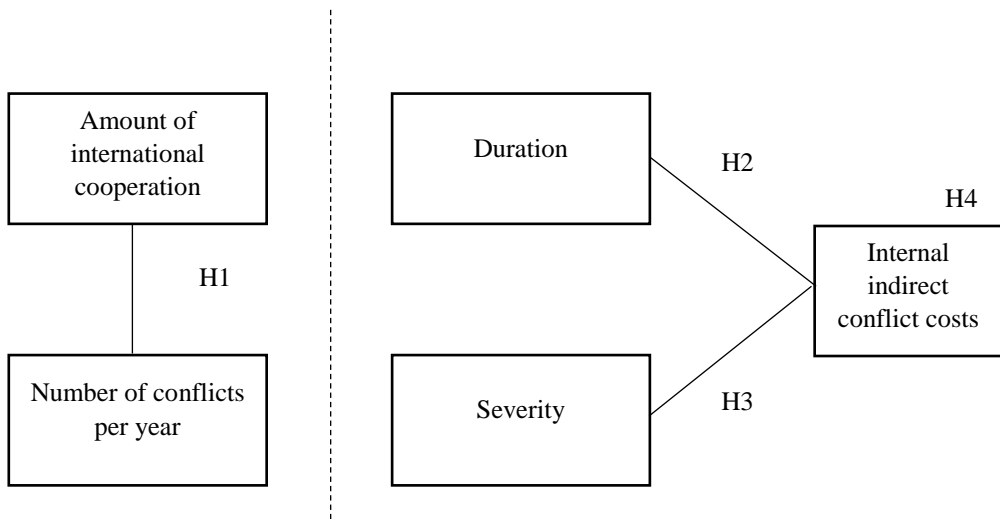 Amount of
international
cooperation
H1
Number of conflicts
per year
Duration
H2
Severity
H3
H4
Internal
indirect
conflict costs